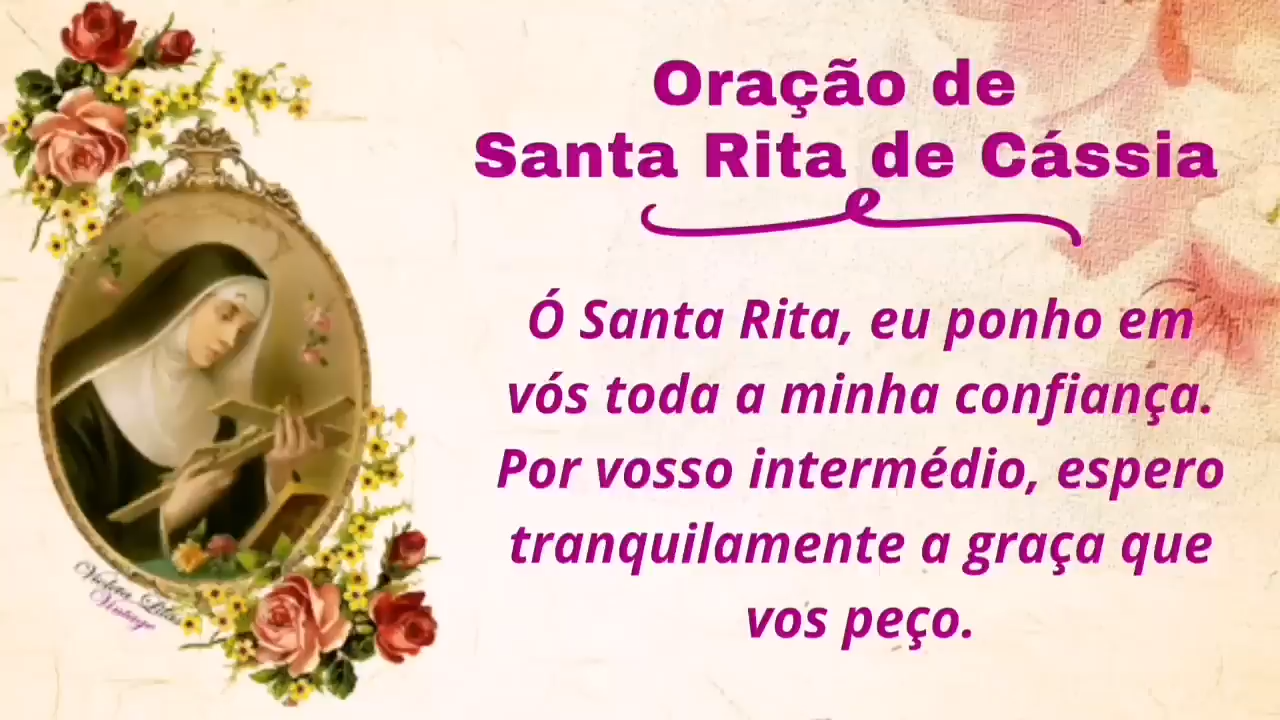 Oração de
Santa Rita de Cássia
Ó Santa Rita, eu ponho em
vós toda a minha confiança.
Por vosso intermédio, espero
tranquilamente a graça que
vos peço.
Vintage